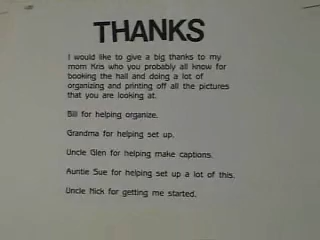 THANKS
I would like to give a big thanks to my
mom Kris who you probably all know for
booking the hall and doing a lot of
organizing and printing off all the pictures
that you are looking at.
Bill for helping organize.
Grandma for helping set up.
Uncle Glen for helping make captions.
Auntie Sue for helping set up a lot of this.
Uncle Nick for getting me started.